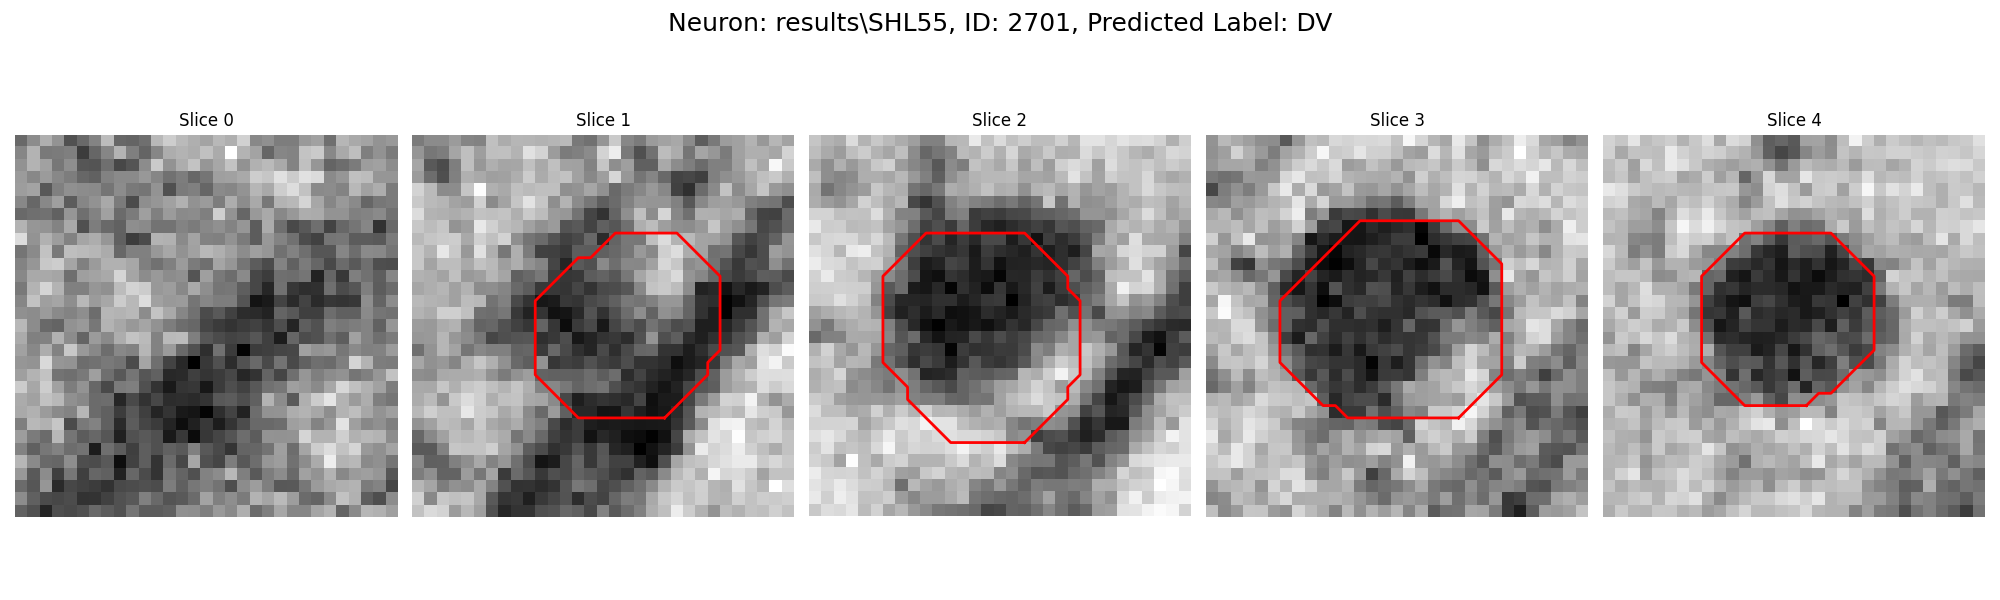 Neuron: results\SHL55, ID: 2701, Predicted Label: DV
Slice 0
Slice 1
Slice 2
Slice 3
Slice 4